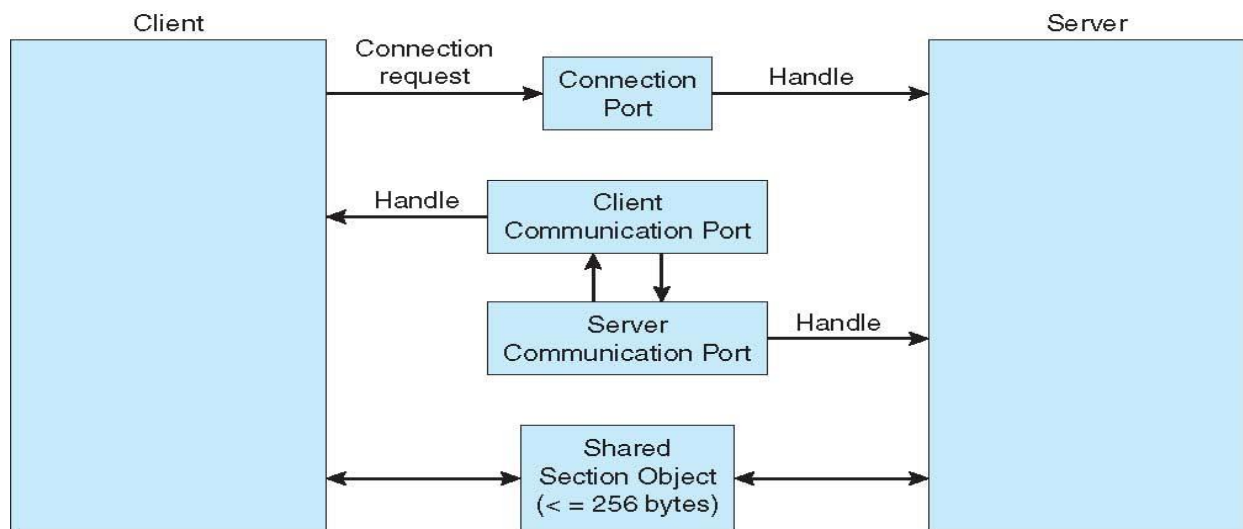 Client
Server
Connection
request
Connection
Port
Handle
Handle
Client
Communication Port
Server
Communication Port
Handle
Shared
Section Object
(< = 256 bytes)